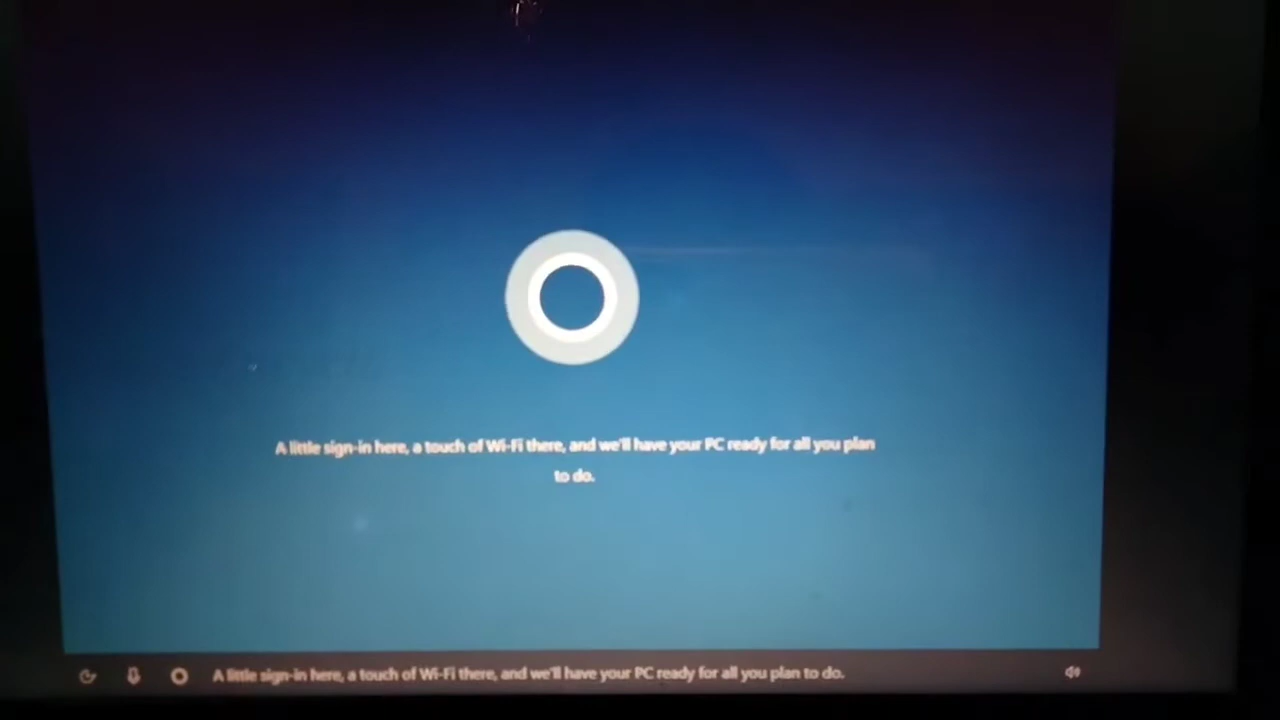 A little sign-in here, a touch of Wi-Fi there, and we'll have your PC ready for all you plan
to do.
A little sign-in here, a touch of Wi-Fi there, and we'll have your PC ready for all you plan to do.